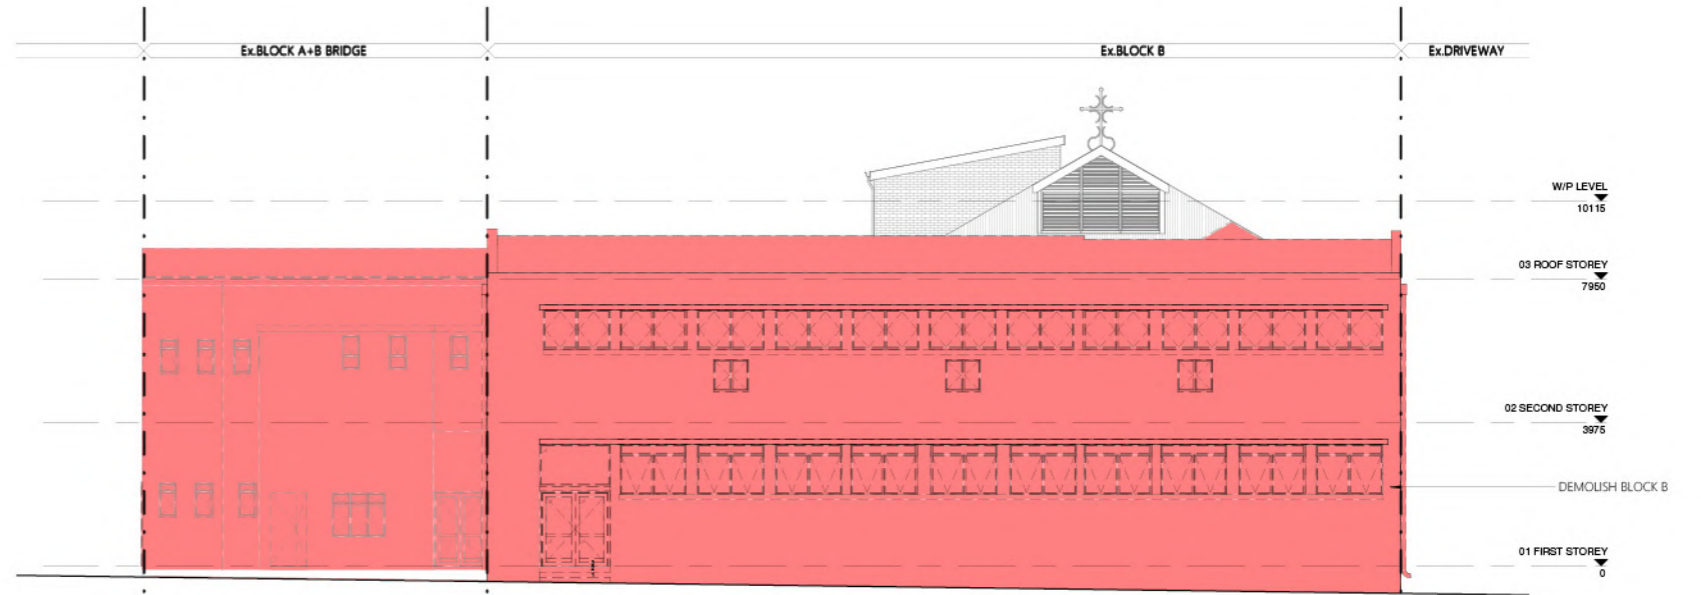 Ex.BLOCK A+B BRIDGE
Ex.BLOCK B
Ex.DRIVEWAY
W/P LEVEL
10115
03 ROOF STOREY
7950
02 SECOND STOREY
3975
DEMOLISH BLOCK B
01 FIRST STOREY
0